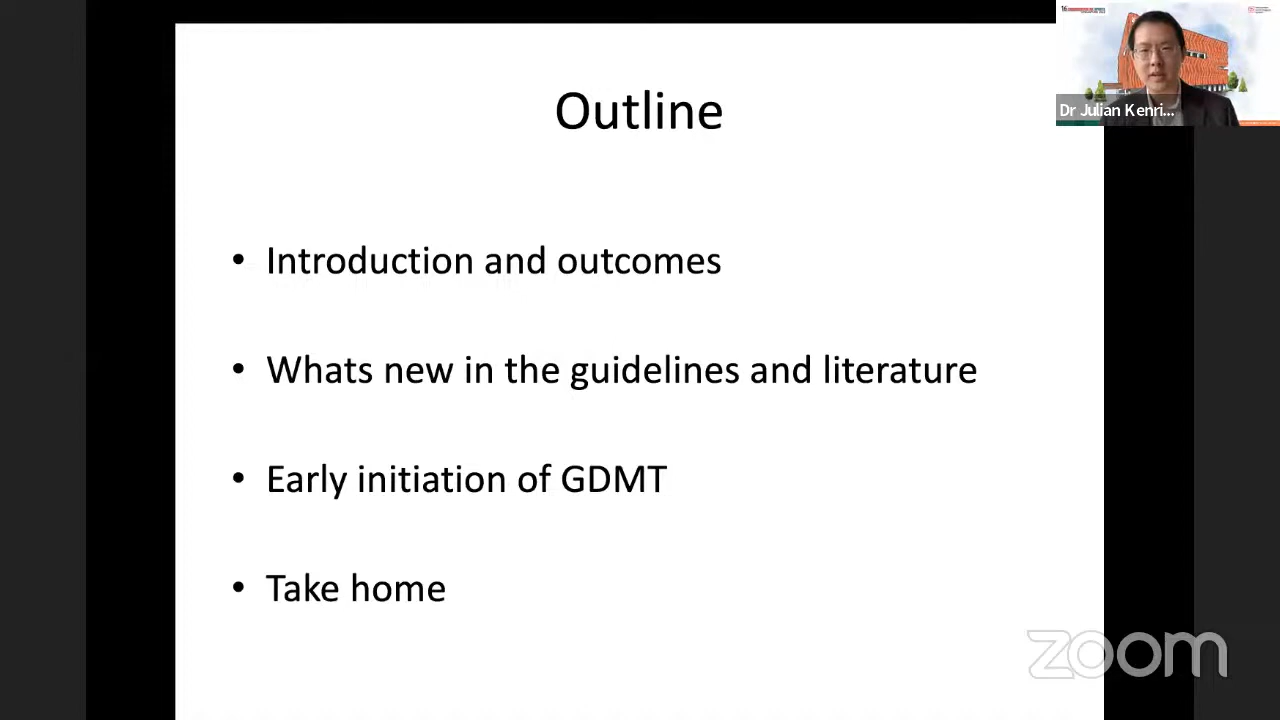 Outline
Dr Julian Kenri...
• Introduction and outcomes
• Whats new in the guidelines and literature
• Early initiation of GDMT
• Take home
zoom